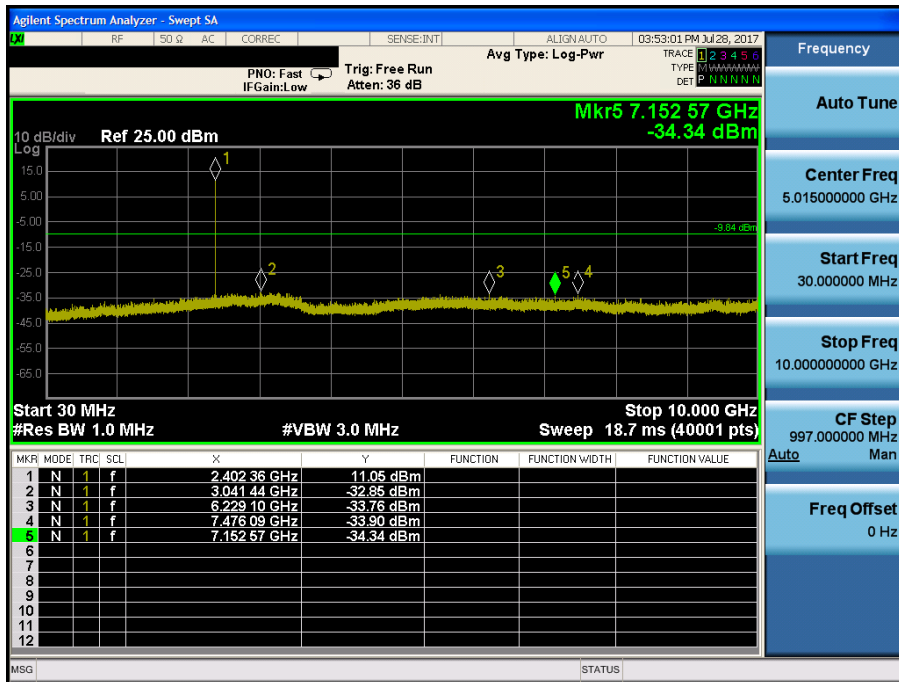 Agilent Spectrum Analyzer - Swept SA
LXI RF 50 Ω AC CORREC SENSE:INT ALIGN AUTO 03:53:01 PM Jul 28, 2017
PNO: Fast
IFGain:Low
Trig: Free Run
Atten: 36 dB
Avg Type: Log-Pwr
TRACE 1 2 3 4 5 6
TYPE M W W W W W
DET P N N N N N
Mkr5 7.152 57 GHz
-34.34 dBm
10 dB/div Ref 25.00 dBm
Log
15.0
5.00
-5.00
-15.0
-25.0
-35.0
-45.0
-55.0
-65.0
1
2
3
5
4
-9.84 dBm
Start 30 MHz Stop 10.000 GHz
#Res BW 1.0 MHz #VBW 3.0 MHz Sweep 18.7 ms (40001 pts)
MKR MODE TRC SCL X Y FUNCTION FUNCTION WIDTH FUNCTION VALUE
1 N 1 f 2.402 36 GHz 11.05 dBm
2 N 1 f 3.041 44 GHz -32.85 dBm
3 N 1 f 6.229 10 GHz -33.76 dBm
4 N 1 f 7.476 09 GHz -33.90 dBm
5 N 1 f 7.152 57 GHz -34.34 dBm
6
7
8
9
10
11
12
MSG STATUS
Frequency
Auto Tune
Center Freq
5.015000000 GHz
Start Freq
30.000000 MHz
Stop Freq
10.000000000 GHz
CF Step
997.000000 MHz
Auto Man
Freq Offset
0 Hz